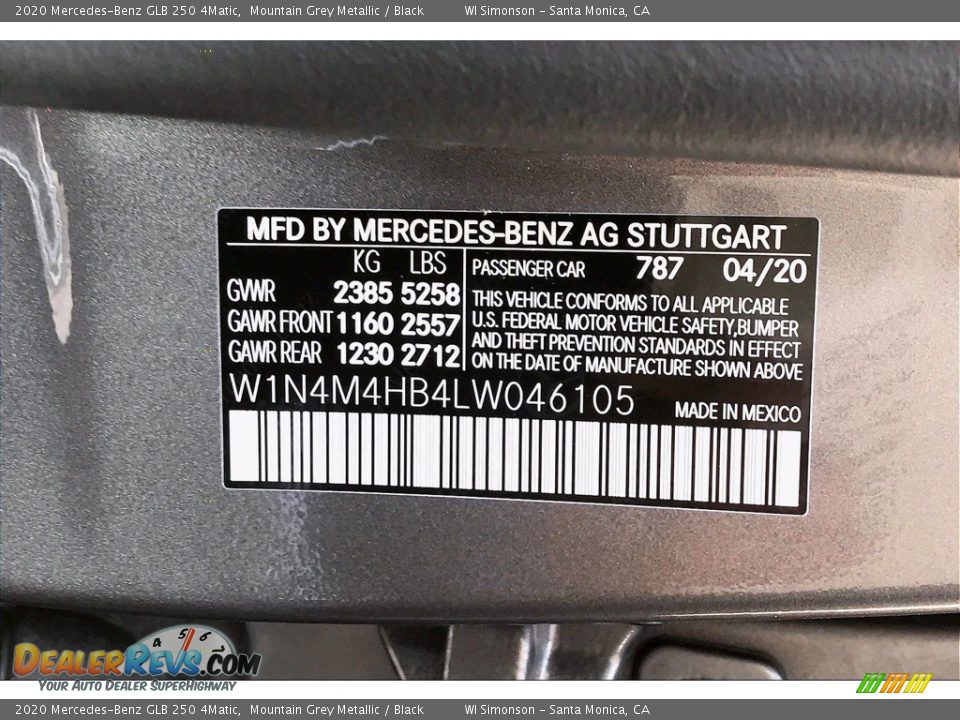 2020 Mercedes-Benz GLB 250 4Matic,  Mountain Grey Metallic / Black        WI Simonson - Santa Monica, CA
MFD BY MERCEDES-BENZ AG STUTTGART
KG LBS
GVWR 2385 5258
GAWR FRONT 1160 2557
GAWR REAR 1230 2712
PASSENGER CAR 787 04/20
THIS VEHICLE CONFORMS TO ALL APPLICABLE
U.S. FEDERAL MOTOR VEHICLE SAFETY,BUMPER
AND THEFT PREVENTION STANDARDS IN EFFECT
ON THE DATE OF MANUFACTURE SHOWN ABOVE
W1N4M4HB4LW046105
MADE IN MEXICO
4 5 6
DEALERREVS.COM
YOUR AUTO DEALER SUPERHIGHWAY
2020 Mercedes-Benz GLB 250 4Matic,  Mountain Grey Metallic / Black        WI Simonson - Santa Monica, CA